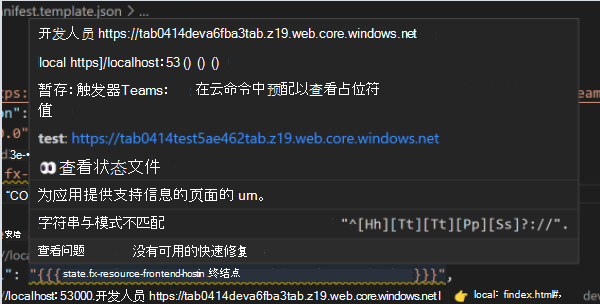 nifest.template.json > ...
开发人员 https://tab0414deva6fba3tab.z19.web.core.windows.net
local https]/localhost:53 () () ()
暂存:触发器Teams: 在云命令中预配以查看占位符
值
test: https://tab0414test5ae462tab.z19.web.core.windows.net
👀查看状态文件
为应用提供支持信息的页面的 um。
字符串与模式不匹配 "^[Hh][Tt][Tt][Pp][Ss]?://".
查看问题 没有可用的快速修复
l": "{{{state.fx-resource-frontend-hostin 终结点}}}",
/localhost:53000.开发人员 https://tab0414deva6fba3tab.z19.web.core.windows.netl 👉 local: findex.html#,